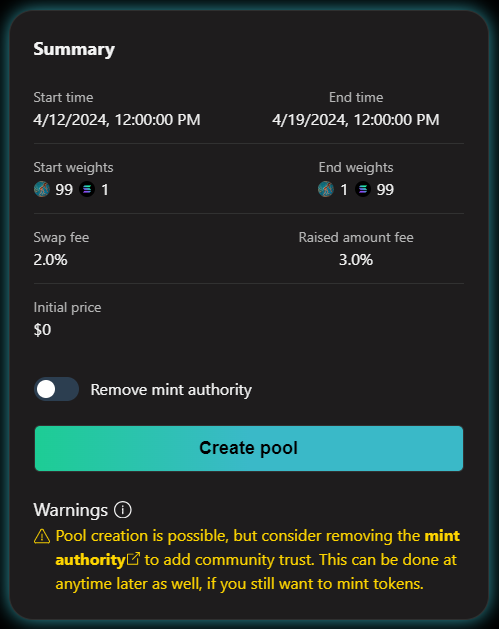 Summary
Start time End time
4/12/2024, 12:00:00 PM 4/19/2024, 12:00:00 PM
Start weights End weights
99 1 1 99
Swap fee Raised amount fee
2.0% 3.0%
Initial price
$0
Remove mint authority
Create pool
Warnings
Pool creation is possible, but consider removing the mint
authority to add community trust. This can be done at
anytime later as well, if you still want to mint tokens.